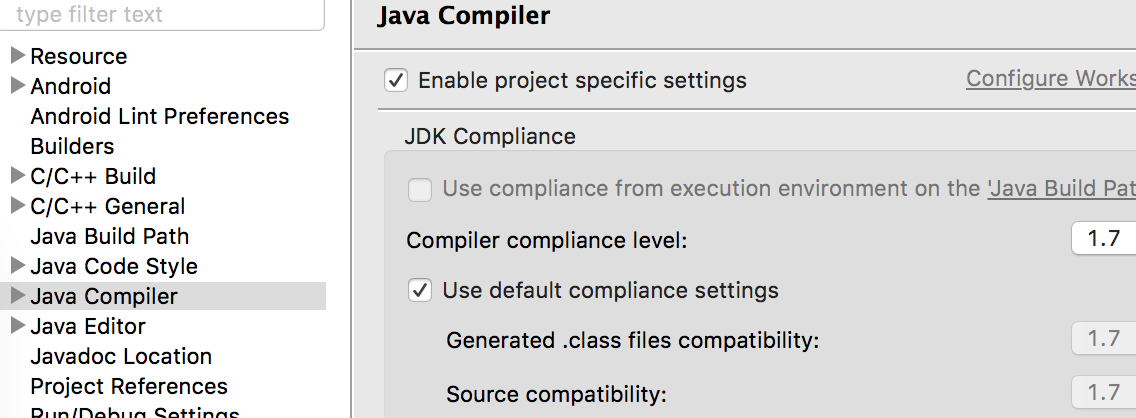 type filter text
Resource
Android
Android Lint Preferences
Builders
C/C++ Build
C/C++ General
Java Build Path
Java Code Style
Java Compiler
Java Editor
Javadoc Location
Project References
Run/Debug Settings
Java Compiler
Enable project specific settings
Configure Works
JDK Compliance
Use compliance from execution environment on the 'Java Build Pat
Compiler compliance level:
1.7
Use default compliance settings
Generated .class files compatibility:
1.7
Source compatibility:
1.7